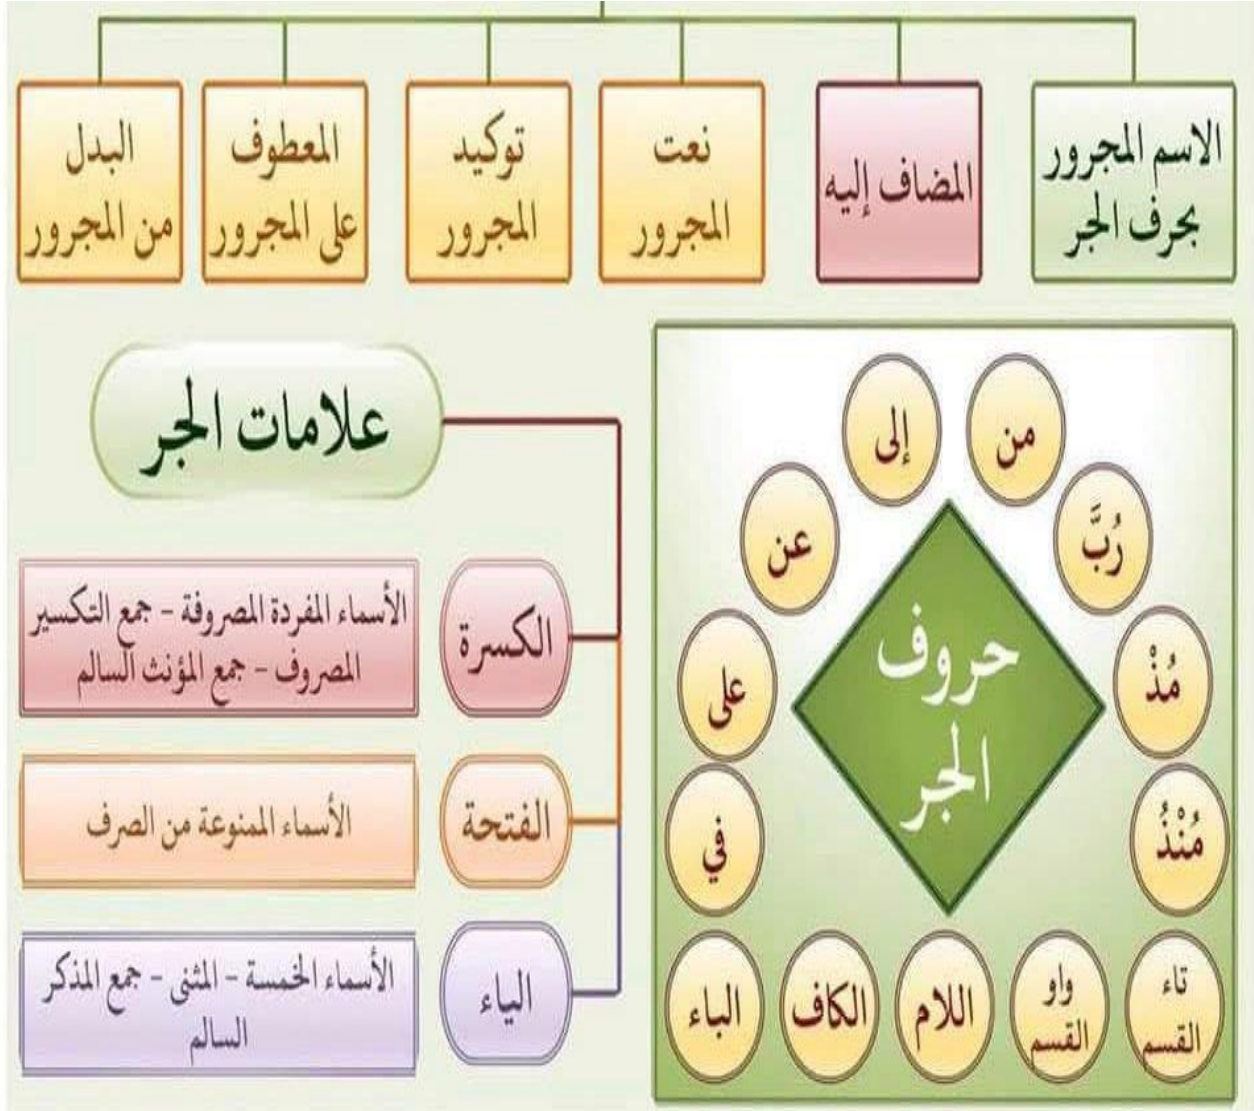 الاسم المجرور
بحرف الجر
المضاف إليه
نعت
المجرور
توكيد
المجرور
المعطوف
على المجرور
البدل
من المجرور
من
إلى
رُبَّ
عن
مُذْ
على
مُنْذُ
في
تاء
القسم
واو
القسم
اللام
الكاف
الباء
حروف
الجر
علامات الجر
الكسرة
الأسماء المفردة المصروفة - جمع التكسير
المصروف - جمع المؤنث السالم
الفتحة
الأسماء الممنوعة من الصرف
الياء
الأسماء الخمسة - المثنى - جمع المذكر
السالم